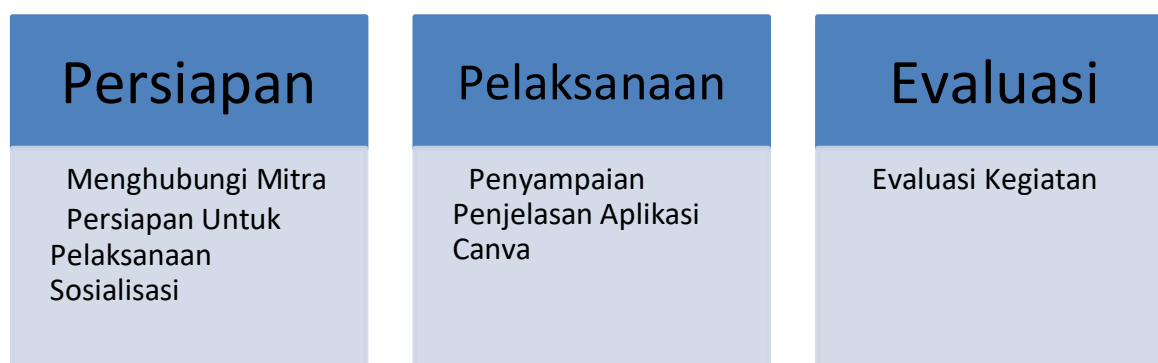 Persiapan
Menghubungi Mitra
Persiapan Untuk
Pelaksanaan
Sosialisasi
Pelaksanaan
Penyampaian
Penjelasan Aplikasi
Canva
Evaluasi
Evaluasi Kegiatan